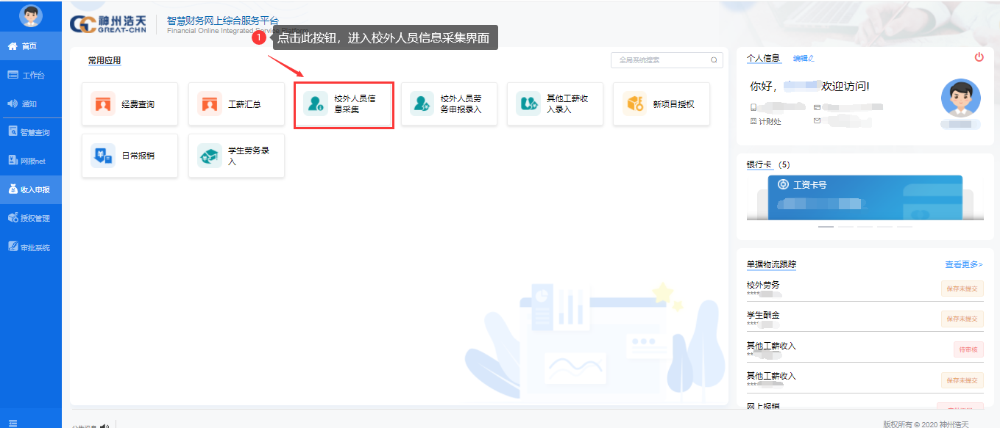 神州浩天
GREAT-CHN
智慧财务网上综合服务平台
Financial Online Integrated Service Platform
1
点击此按钮，进入校外人员信息采集界面
首页
工作台
通知
智慧查询
网报net
收入申报
授权管理
审批系统
常用应用
全局系统搜索
经费查询
工薪汇总
校外人员信
息采集
校外人员劳
务申报录入
其他工薪收
入录入
新项目授权
日常报销
学生劳务录
入
个人信息
编辑
你好，
欢迎访问!
计财处
银行卡 (5)
工资卡号
单据物流跟踪
查看更多>
校外劳务
****
保存未提交
学生酬金
***
保存未提交
其他工薪收入
**
待审核
其他工薪收入
***
保存未提交
网上报销
版权所有 © 2020 神州浩天